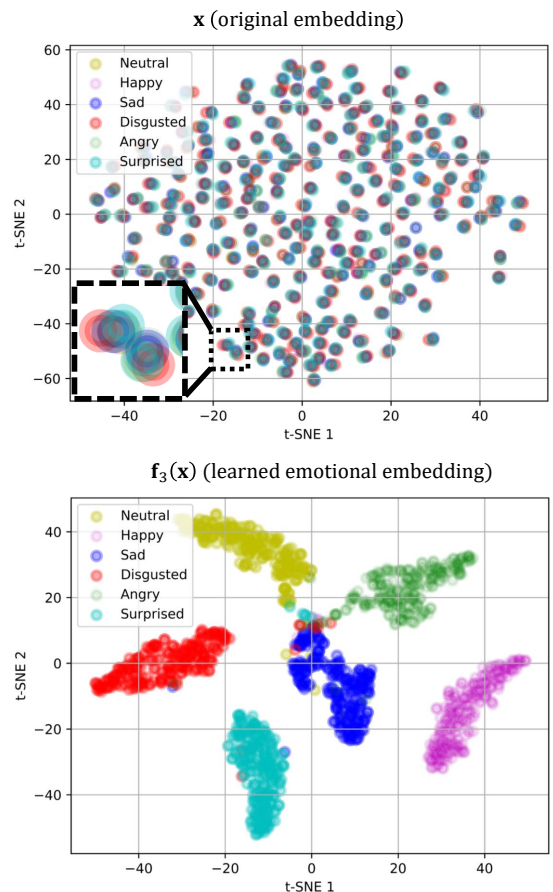 x (original embedding)
60
40
20
0
−20
−40
−60
t-SNE 2
Neutral
Happy
Sad
Disgusted
Angry
Surprised
−40 −20 0 20 40
t-SNE 1
f3(x) (learned emotional embedding)
40
20
0
−20
−40
t-SNE 2
Neutral
Happy
Sad
Disgusted
Angry
Surprised
−40 −20 0 20 40
t-SNE 1